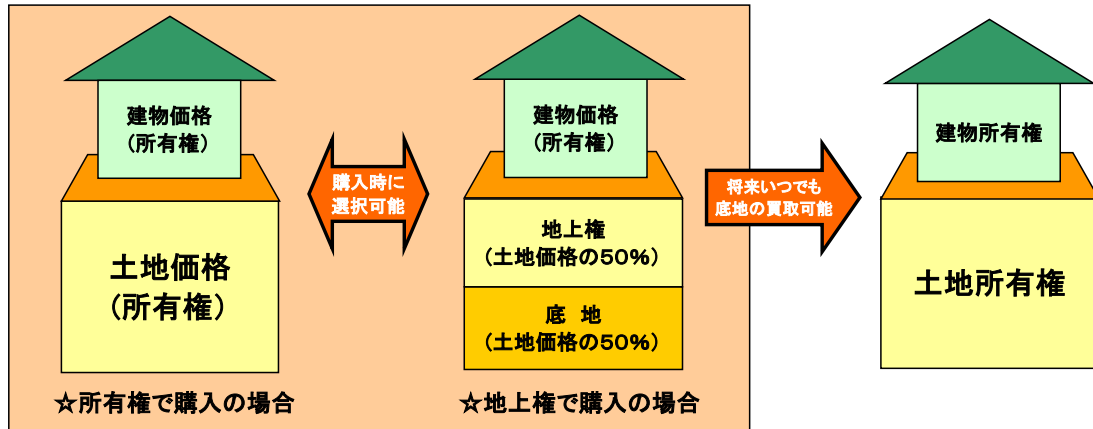 建物価格
(所有権)
土地価格
(所有権)
☆所有権で購入の場合
購入時に
選択可能
建物価格
(所有権)
地上権
(土地価格の50%)
底 地
(土地価格の50%)
☆地上権で購入の場合
将来いつでも
底地の買取可能
建物所有権
土地所有権